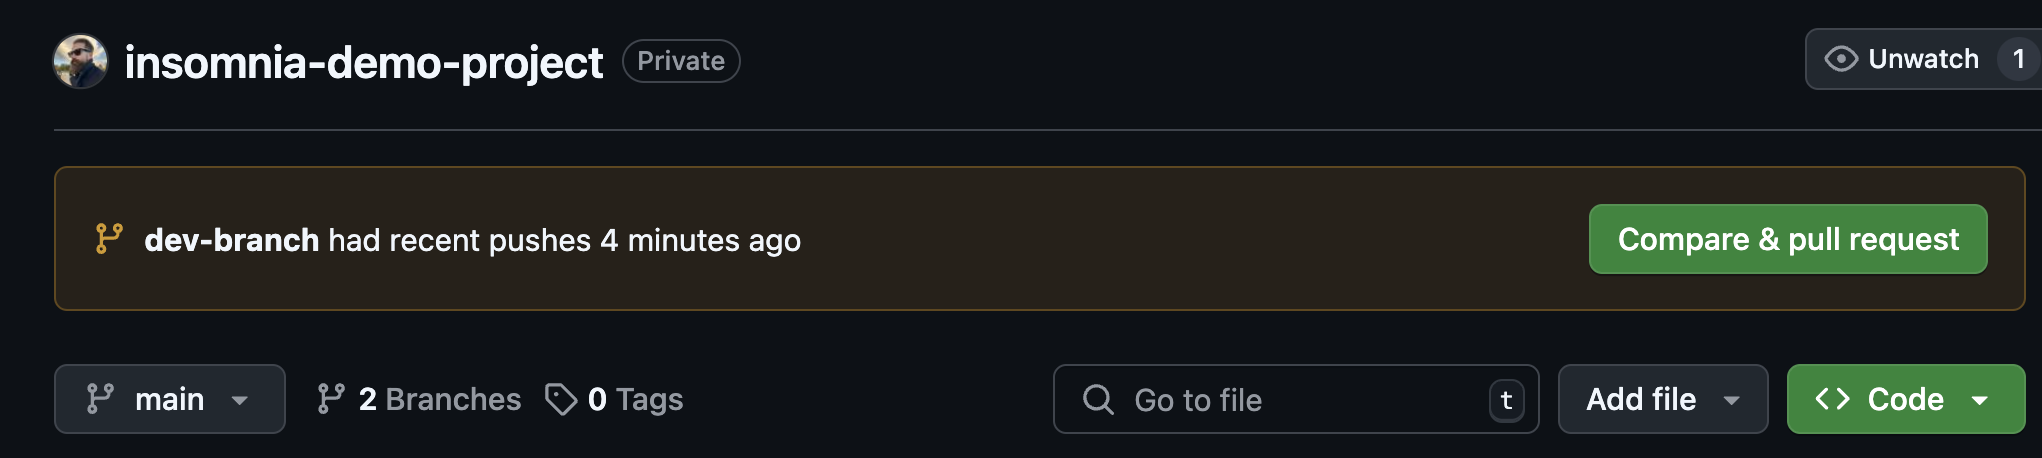 insomnia-demo-project Private Unwatch 1
dev-branch had recent pushes 4 minutes ago Compare & pull request
main 2 Branches 0 Tags Go to file t Add file <> Code